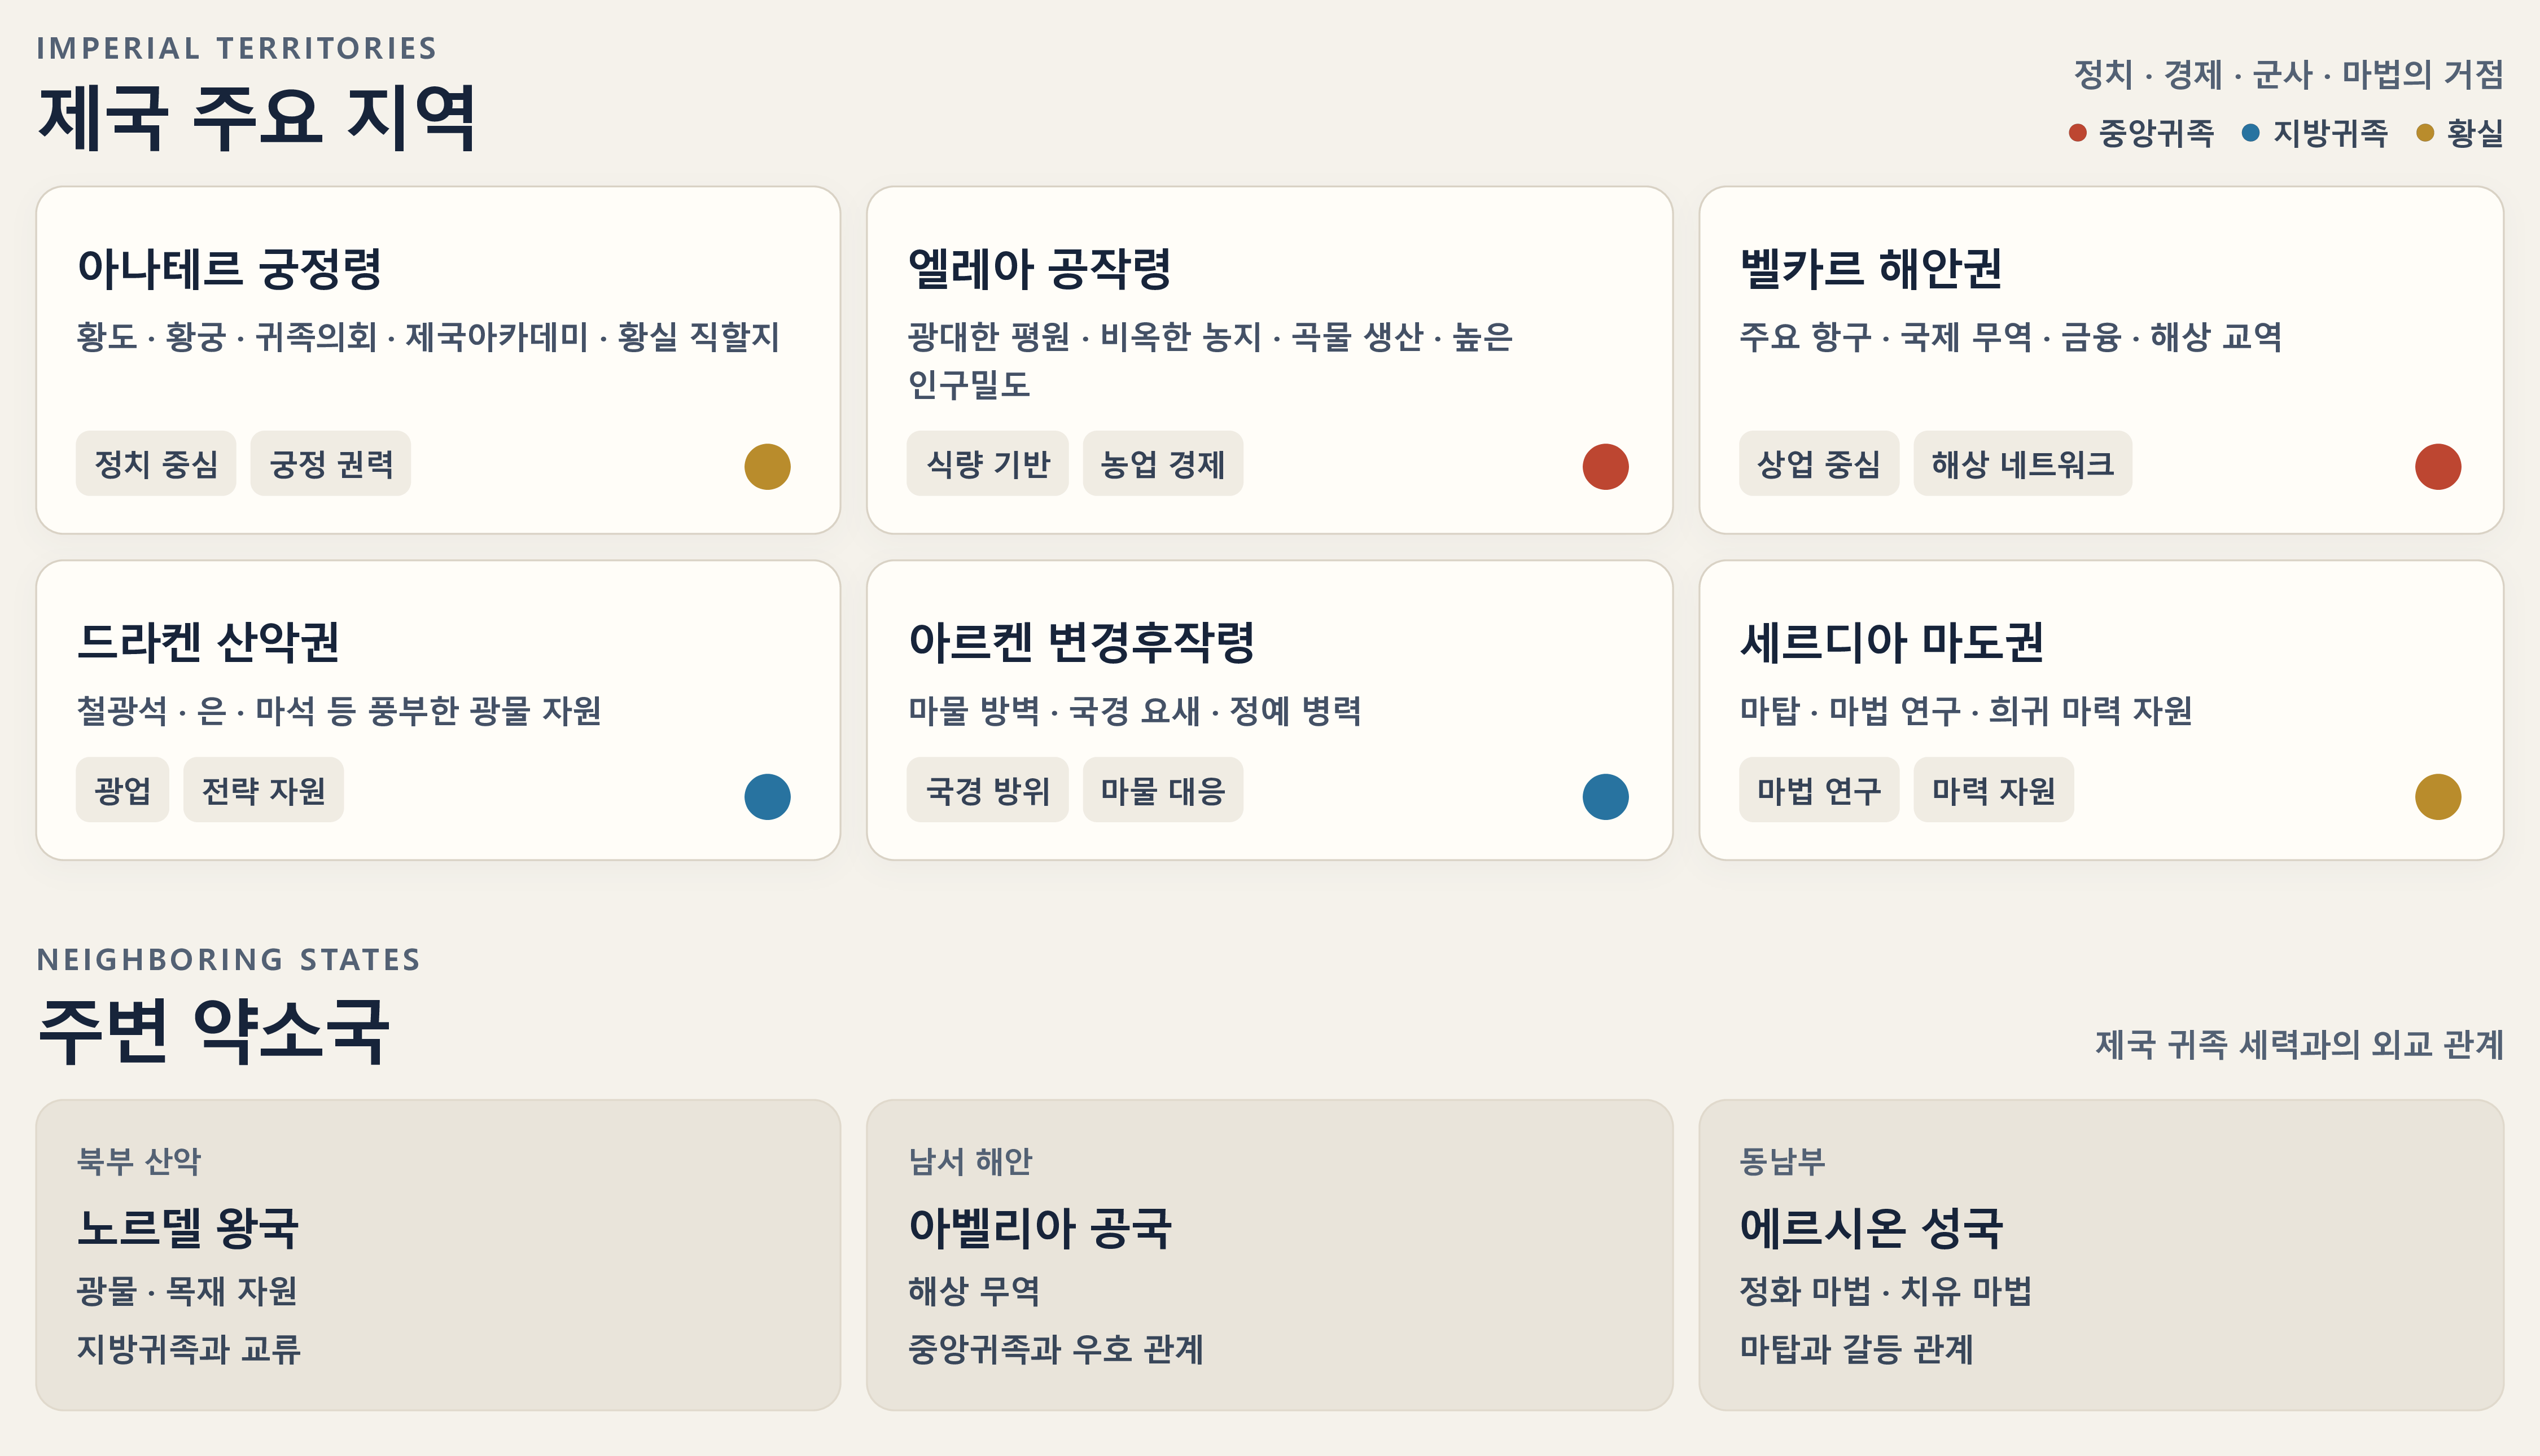 IMPERIAL TERRITORIES
제국 주요 지역
정치 · 경제 · 군사 · 마법의 거점
중앙귀족 지방귀족 황실
아나테르 궁정령
황도 · 황궁 · 귀족의회 · 제국아카데미 · 황실 직할지
정치 중심 궁정 권력
엘레아 공작령
광대한 평원 · 비옥한 농지 · 곡물 생산 · 높은
인구밀도
식량 기반 농업 경제
벨카르 해안권
주요 항구 · 국제 무역 · 금융 · 해상 교역
상업 중심 해상 네트워크
드라켄 산악권
철광석 · 은 · 마석 등 풍부한 광물 자원
광업 전략 자원
아르켄 변경후작령
마물 방벽 · 국경 요새 · 정예 병력
국경 방위 마물 대응
세르디아 마도권
마탑 · 마법 연구 · 희귀 마력 자원
마법 연구 마력 자원
NEIGHBORING STATES
주변 약소국
제국 귀족 세력과의 외교 관계
북부 산악
노르델 왕국
광물 · 목재 자원
지방귀족과 교류
남서 해안
아벨리아 공국
해상 무역
중앙귀족과 우호 관계
동남부
에르시온 성국
정화 마법 · 치유 마법
마탑과 갈등 관계